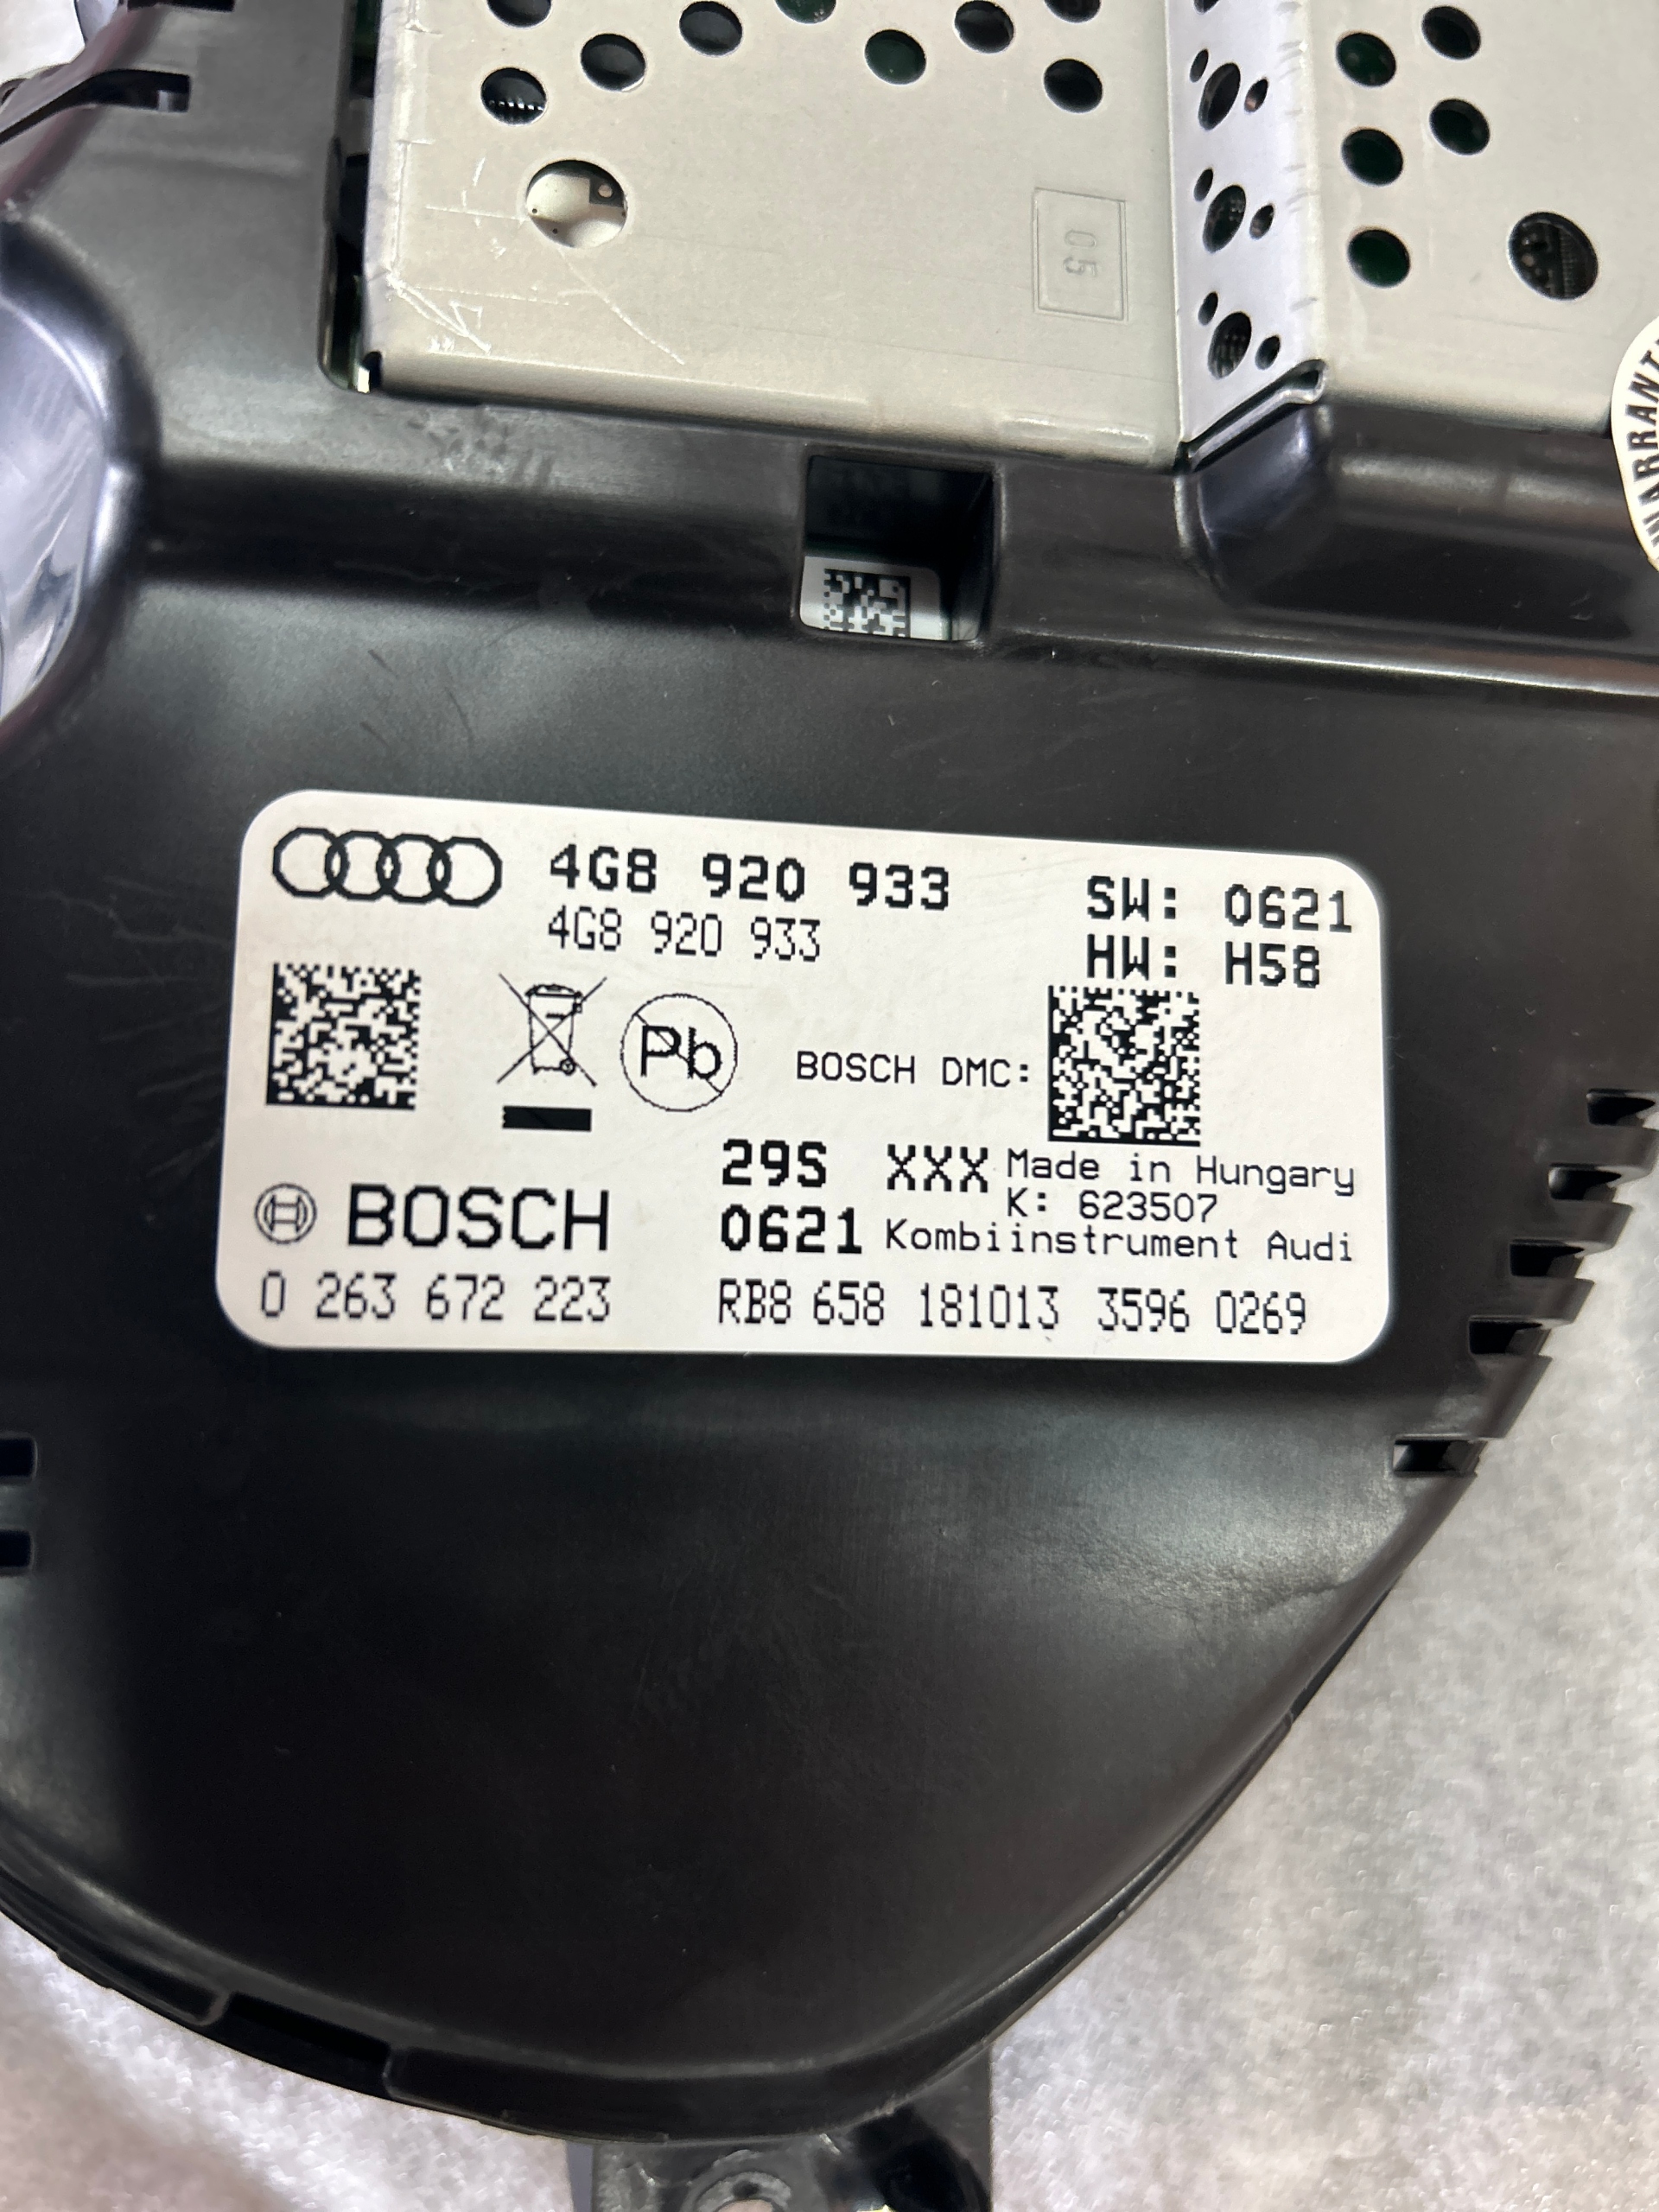 05
4G8 920 933
4G8 920 933
SW: 0621
HW: H58
Pb
BOSCH DMC:
29S XXX
0621
Made in Hungary
K: 623507
Kombiinstrument Audi
BOSCH
0 263 672 223
RB8 658 181013 3596 0269